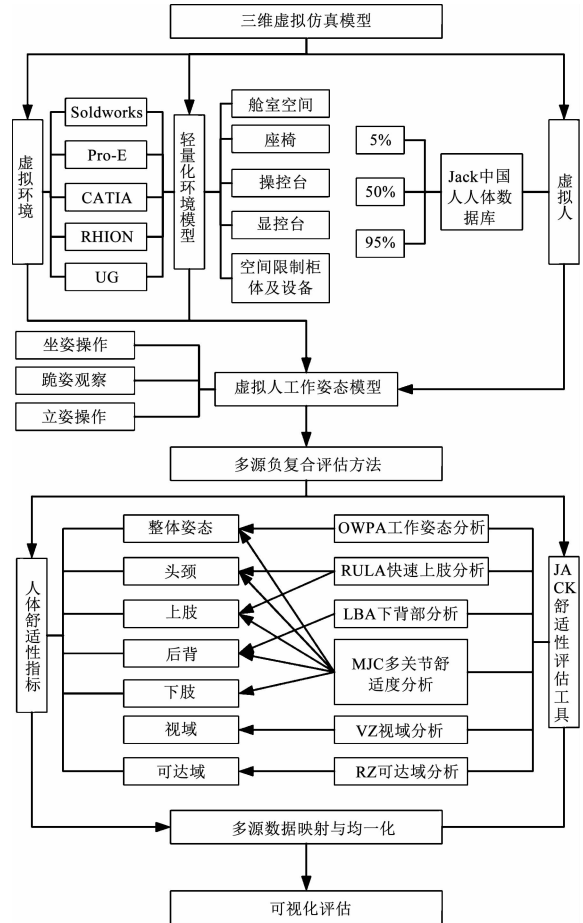 三维虚拟仿真模型
虚拟环境
Soldworks
Pro-E
CATIA
RHION
UG
轻量化环境模型
舱室空间
座椅
操控台
显控台
空间限制柜
体及设备
5%
50%
95%
Jack中国
人人体数
据库
虚拟人
坐姿操作
跪姿观察
立姿操作
虚拟人工作姿态模型
多源负复合评估方法
人体舒适性指标
整体姿态
头颈
上肢
后背
下肢
视域
可达域
OWPA工作姿态分析
RULA快速上肢分析
LBA下背部分析
MJC多关节舒
适度分析
VZ视域分析
RZ可达域分析
JA
CK
舒适性评估工具
多源数据映射与均一化
可视化评估